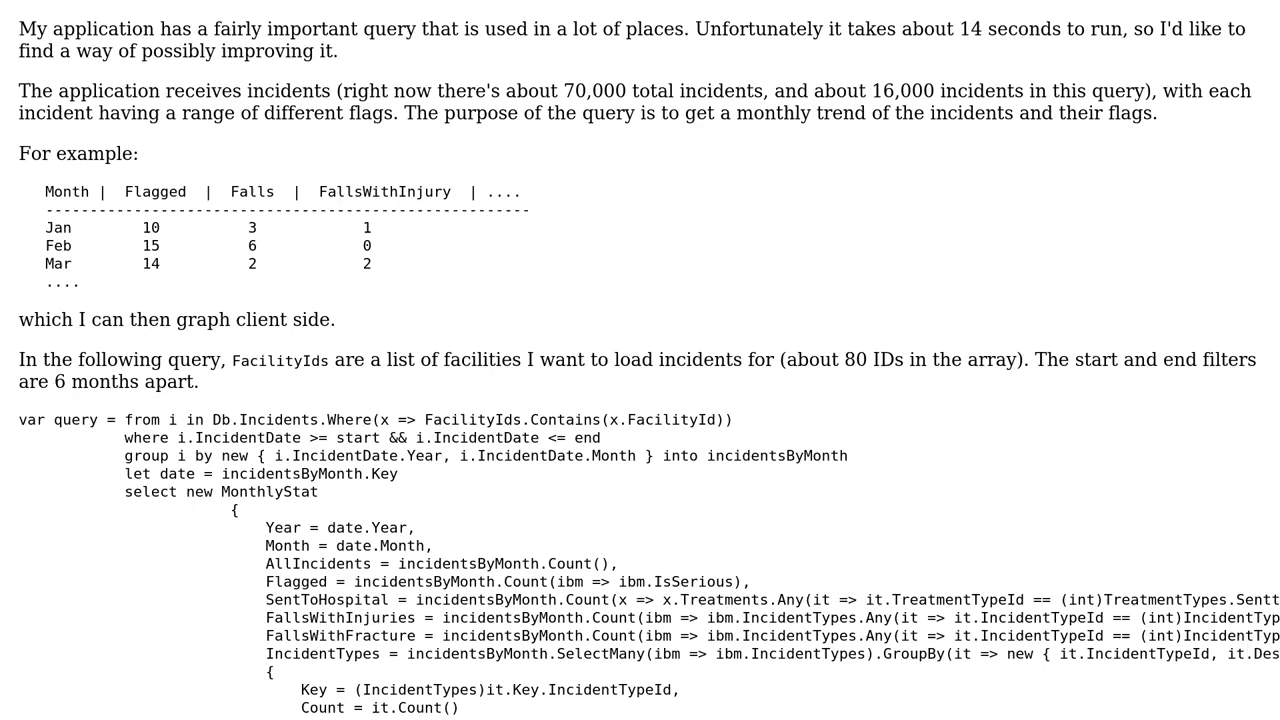 My application has a fairly important query that is used in a lot of places. Unfortunately it takes about 14 seconds to run, so I'd like to
find a way of possibly improving it.
The application receives incidents (right now there's about 70,000 total incidents, and about 16,000 incidents in this query), with each
incident having a range of different flags. The purpose of the query is to get a monthly trend of the incidents and their flags.
For example:
Month |  Flagged  |  Falls  |  FallsWithInjury  | ....
-------------------------------------------------------
Jan        10          3            1
Feb        15          6            0
Mar        14          2            2
....
which I can then graph client side.
In the following query, FacilityIds are a list of facilities I want to load incidents for (about 80 IDs in the array). The start and end filters
are 6 months apart.
var query = from i in Db.Incidents.Where(x => FacilityIds.Contains(x.FacilityId))
            where i.IncidentDate >= start && i.IncidentDate <= end
            group i by new { i.IncidentDate.Year, i.IncidentDate.Month } into incidentsByMonth
            let date = incidentsByMonth.Key
            select new MonthlyStat
                        {
                            Year = date.Year,
                            Month = date.Month,
                            AllIncidents = incidentsByMonth.Count(),
                            Flagged = incidentsByMonth.Count(ibm => ibm.IsSerious),
                            SentToHospital = incidentsByMonth.Count(x => x.Treatments.Any(it => it.TreatmentTypeId == (int)TreatmentTypes.Sentt
                            FallsWithInjuries = incidentsByMonth.Count(ibm => ibm.IncidentTypes.Any(it => it.IncidentTypeId == (int)IncidentTyp
                            FallsWithFracture = incidentsByMonth.Count(ibm => ibm.IncidentTypes.Any(it => it.IncidentTypeId == (int)IncidentTyp
                            IncidentTypes = incidentsByMonth.SelectMany(ibm => ibm.IncidentTypes).GroupBy(it => new { it.IncidentTypeId, it.Des
                            {
                                Key = (IncidentTypes)it.Key.IncidentTypeId,
                                Count = it.Count()